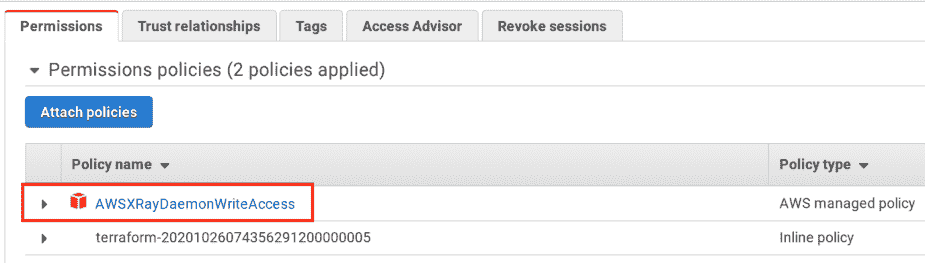 Permissions Trust relationships Tags Access Advisor Revoke sessions
Permissions policies (2 policies applied)
Attach policies
Policy name Policy type
AWSXRayDaemonWriteAccess AWS managed policy
terraform-20201026074356291200000005 Inline policy